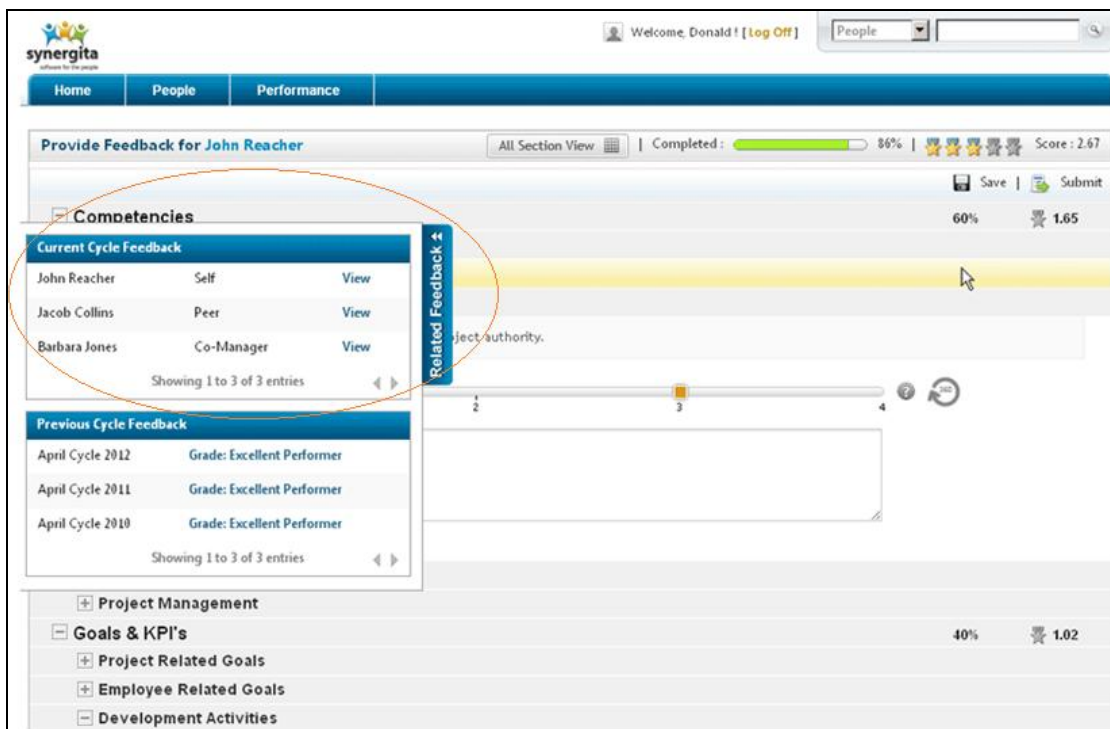 synergita
software for the people
Welcome, Donald ! [ Log Off ]
People
Home People Performance
Provide Feedback for John Reacher
All Section View | Completed : 86% | Score : 2.67
Save | Submit
Competencies 60% 1.65
Related Feedback
Current Cycle Feedback
John Reacher Self View
Jacob Collins Peer View
Barbara Jones Co-Manager View
Showing 1 to 3 of 3 entries
ject authority.
2 3 4
? 360
Previous Cycle Feedback
April Cycle 2012 Grade: Excellent Performer
April Cycle 2011 Grade: Excellent Performer
April Cycle 2010 Grade: Excellent Performer
Showing 1 to 3 of 3 entries
Project Management
Goals & KPI's 40% 1.02
Project Related Goals
Employee Related Goals
Development Activities